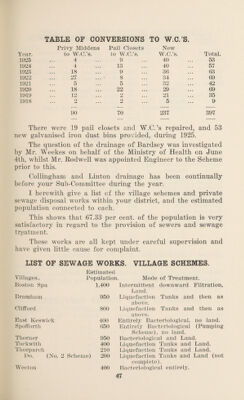 TABLE OF CONVERSIONS TO W.C.'S.
Privy Middens Pail Closets New
Year. to W.C.'s. to W.C.'s. W.C.'s. Total.
1925 ... 4 ... 9 ... 40 ... 53
1924 ... 4 ... 13 ... 40 ... 57
1923 ... 18 ... 9 ... 36 ... 63
1922 ... 27 ... 8 ... 34 ... 69
1921 ... 5 ... 5 ... 32 ... 42
1920 ... 18 ... 22 ... 29 ... 69
1919 ... 12 ... 2 ... 21 ... 35
1918 ... 2 ... 2 ... 5 ... 9
90 70 237 397
There were 19 pail closets and W.C.'s repaired, and 53
new galvanised iron dust bins provided, during 1925.
The question of the drainage of Bardsey was investigated
by Mr. Weekes on behalf of the Ministry of Health on June
4th, whilst Mr. Rodwell was appointed Engineer to the Scheme
prior to this.
Collingham and Linton drainage has been continually
before your Sub-Committee during the year.
I herewith give a list of the village schemes and private
sewage disposal works within your district, and the estimated
population connected to each.
This shows that 67.33 per cent. of the population is very
satisfactory in regard to the provision of sewers and sewage
treatment.
These works are all kept under careful supervision and
have given little cause for complaint.
LIST OF SEWAGE WORKS. VILLAGE SCHEMES.
Estimated
Villages. Population. Mode of Treatment.
Boston Spa 1,400 Intermittent downward Filtration,
Land.
Bramham 950 Liquefaction Tanks and then as
above.
Clifford 800 Liquefaction Tanks and then as
above.
East Keswick 400 Entirely Bacteriological, no land.
Spofforth 650 Entirely Bacteriological (Pumping
Scheme), no land.
Thorner 950 Bacteriological and Land.
Tockwith 400 Liquefaction Tanks and Land.
Thorparch 210 Liquefaction Tanks and Land.
Do. (No. 2 Scheme) 200 Liquefaction Tanks and Land (not
complete).
Weeton 400 Bacteriological entirely.
47